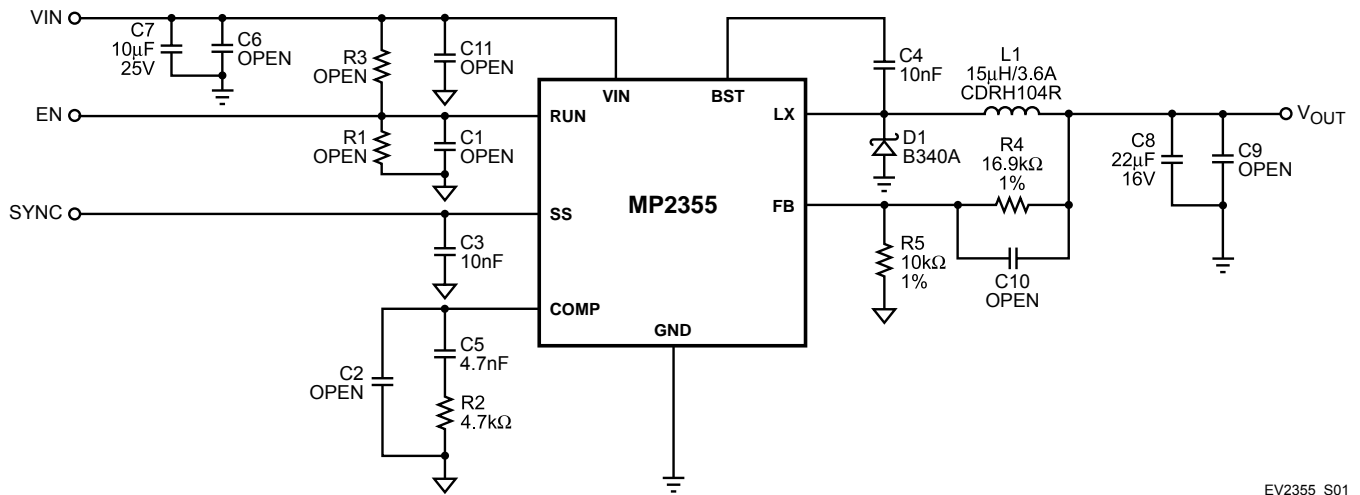 VIN
C7
10µF
25V
C6
OPEN
R3
OPEN
C11
OPEN
VIN
BST
C4
10nF
L1
15µH/3.6A
CDRH104R
EN
RUN
LX
VOUT
R1
OPEN
C1
OPEN
D1
B340A
R4
16.9kΩ
1%
C8
22µF
16V
C9
OPEN
SYNC
SS
MP2355
FB
C3
10nF
R5
10kΩ
1%
C10
OPEN
COMP
GND
C5
4.7nF
C2
OPEN
R2
4.7kΩ
EV2355_S01